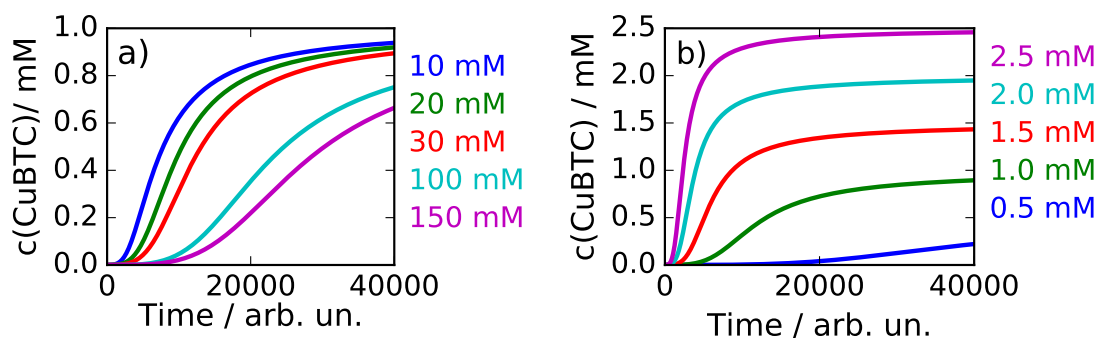 a)
c(CuBTC)/ mM
1.0
0.8
0.6
0.4
0.2
0.0
0
20000
40000
Time / arb. un.
10 mM
20 mM
30 mM
100 mM
150 mM
b)
c(CuBTC) / mM
2.5
2.0
1.5
1.0
0.5
0.0
0
20000
40000
Time / arb. un.
2.5 mM
2.0 mM
1.5 mM
1.0 mM
0.5 mM